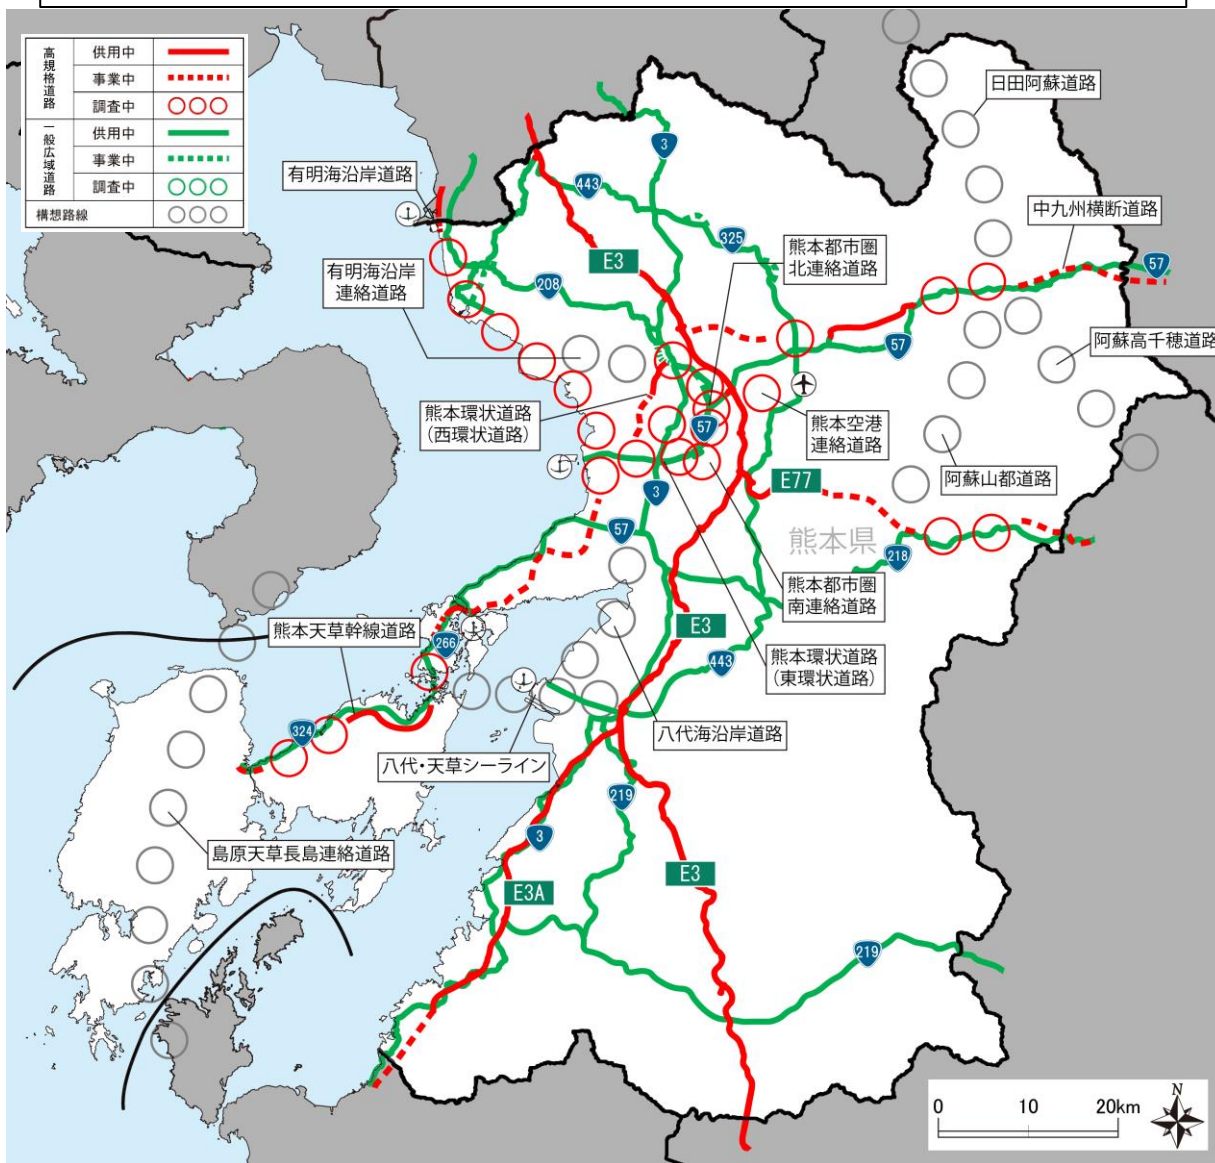 高規格道路
供用中
事業中
調査中
一般広域道路
供用中
事業中
調査中
構想路線
日田阿蘇道路
3
有明海沿岸道路
443
中九州横断道路
325
熊本都市圏
北連絡道路
E3
57
有明海沿岸
連絡道路
208
57
阿蘇高千穂道路
熊本環状道路
(西環状道路)
57
熊本空港
連絡道路
阿蘇山都道路
E77
3
57
熊本県
218
熊本都市圏
南連絡道路
熊本天草幹線道路
E3
266
443
熊本環状道路
(東環状道路)
324
八代海沿岸道路
八代・天草シーライン
219
3
島原天草長島連絡道路
E3
E3A
219
N
0 10 20km